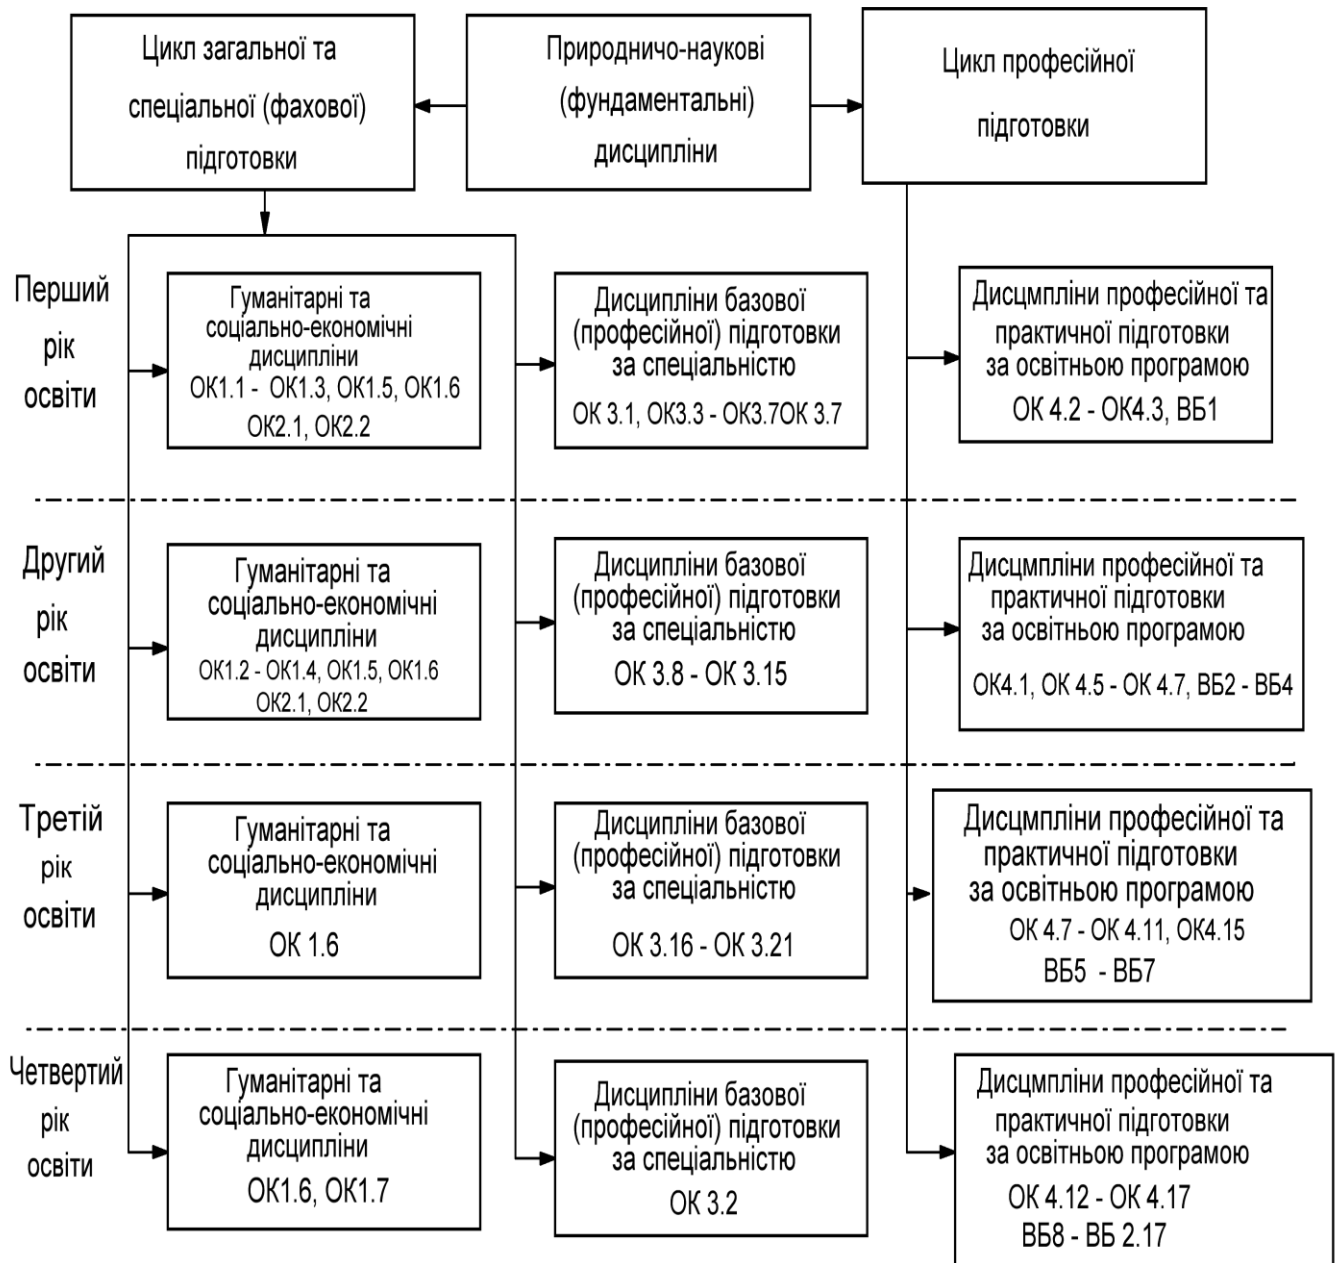 Цикл загальної та
спеціальної (фахової)
підготовки
Природничо-наукові
(фундаментальні)
дисципліни
Цикл професійної
підготовки
Перший
рік
освіти
Гуманітарні та
соціально-економічні
дисципліни
ОК1.1 - ОК1.3, ОК1.5, ОК1.6
ОК2.1, ОК2.2
Дисципліни базової
(професійної) підготовки
за спеціальністю
ОК 3.1, ОК3.3 - ОК3.7ОК 3.7
Дисцмпліни професійної та
практичної підготовки
за освітньою програмою
ОК 4.2 - ОК4.3, ВБ1
Другий
рік
освіти
Гуманітарні та
соціально-економічні
дисципліни
ОК1.2 - ОК1.4, ОК1.5, ОК1.6
ОК2.1, ОК2.2
Дисципліни базової
(професійної) підготовки
за спеціальністю
ОК 3.8 - ОК 3.15
Дисцмпліни професійної та
практичної підготовки
за освітньою програмою
ОК4.1, ОК 4.5 - ОК 4.7, ВБ2 - ВБ4
Третій
рік
освіти
Гуманітарні та
соціально-економічні
дисципліни
ОК 1.6
Дисципліни базової
(професійної) підготовки
за спеціальністю
ОК 3.16 - ОК 3.21
Дисцмпліни професійної та
практичної підготовки
за освітньою програмою
ОК 4.7 - ОК 4.11, ОК4.15
ВБ5 - ВБ7
Четвертий
рік
освіти
Гуманітарні та
соціально-економічні
дисципліни
ОК1.6, ОК1.7
Дисципліни базової
(професійної) підготовки
за спеціальністю
ОК 3.2
Дисцмпліни професійної та
практичної підготовки
за освітньою програмою
ОК 4.12 - ОК 4.17
ВБ8 - ВБ 2.17